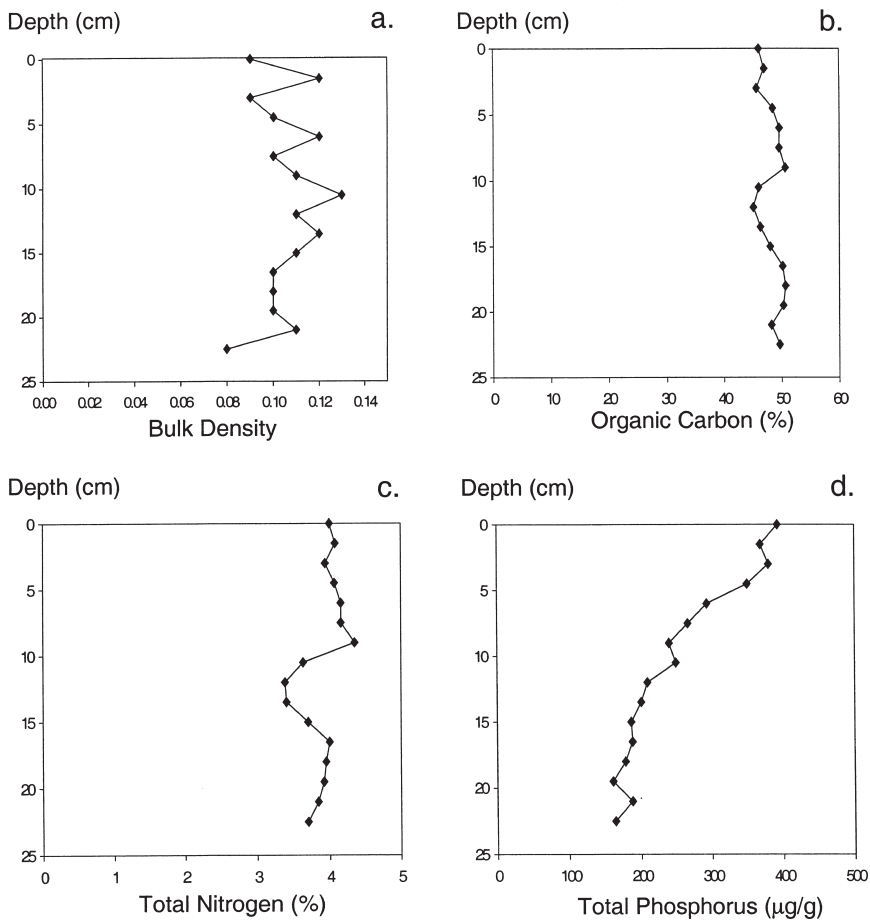 Depth (cm) a.
0
5
10
15
20
25
0.00 0.02 0.04 0.06 0.08 0.10 0.12 0.14
Bulk Density
Depth (cm) b.
0
5
10
15
20
25
0 10 20 30 40 50 60
Organic Carbon (%)
Depth (cm) c.
0
5
10
15
20
25
0 1 2 3 4 5
Total Nitrogen (%)
Depth (cm) d.
0
5
10
15
20
25
0 100 200 300 400 500
Total Phosphorus (µg/g)